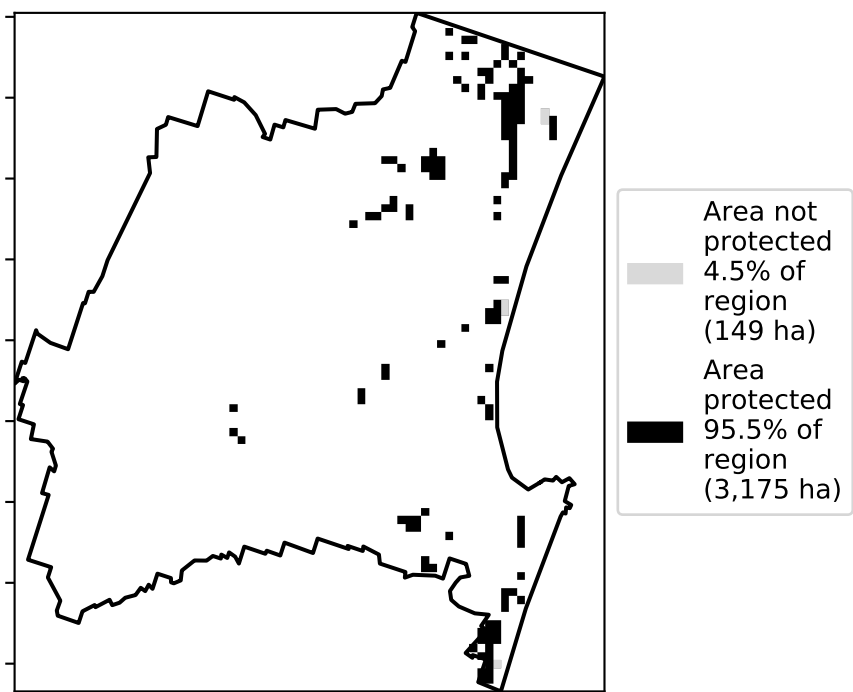 Area not
protected
4.5% of
region
(149 ha)
Area
protected
95.5% of
region
(3,175 ha)